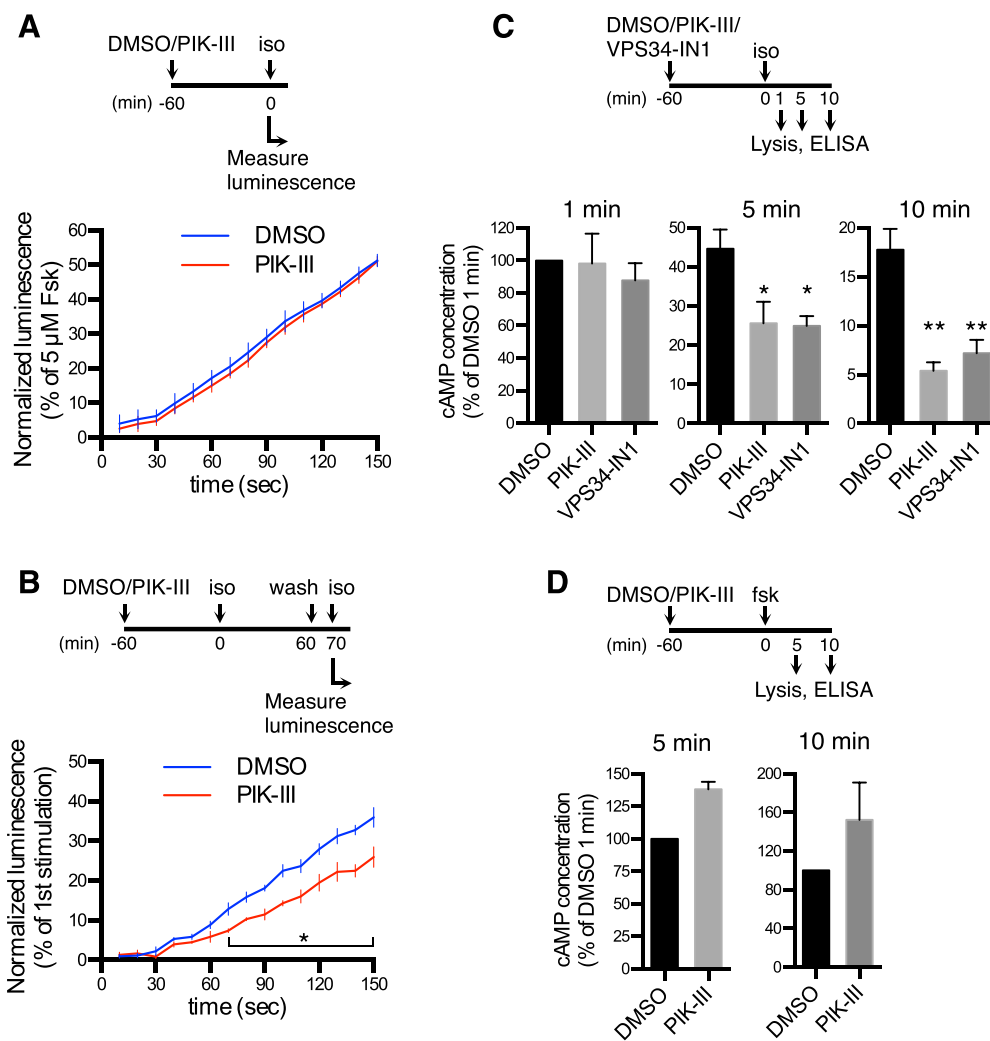 A
DMSO/PIK-III iso
(min) -60 0
Measure
luminescence
Normalized luminescence
(% of 5 µM Fsk)
60
50
40
30
20
10
0
DMSO
PIK-III
0 30 60 90 120 150
time (sec)
B
DMSO/PIK-III iso wash iso
(min) -60 0 60 70
Measure
luminescence
Normalized luminescence
(% of 1st stimulation)
50
40
30
20
10
0
DMSO
PIK-III
*
0 30 60 90 120 150
time (sec)
C
DMSO/PIK-III/
VPS34-IN1 iso
(min) -60 0 1 5 10
Lysis, ELISA
cAMP concentration
(% of DMSO 1 min)
1 min
120
100
80
60
40
20
0
DMSO PIK-III VPS34-IN1
5 min
50
40
30
20
10
0
* *
DMSO PIK-III VPS34-IN1
10 min
20
15
10
5
0
** **
DMSO PIK-III VPS34-IN1
D
DMSO/PIK-III fsk
(min) -60 0 5 10
Lysis, ELISA
cAMP concentration
(% of DMSO 1 min)
5 min
150
125
100
75
50
25
0
DMSO PIK-III
10 min
200
160
120
80
40
0
DMSO PIK-III